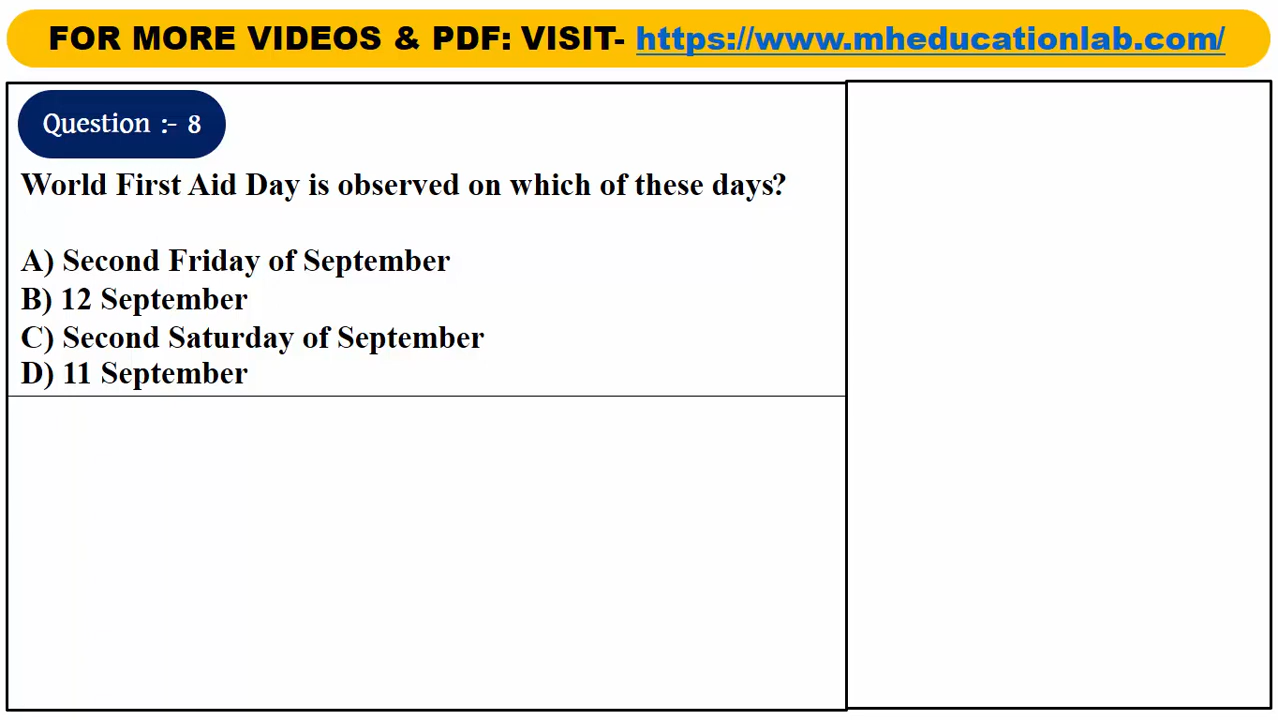 FOR MORE VIDEOS & PDF: VISIT- https://www.mheducationlab.com/
Question :- 8
World First Aid Day is observed on which of these days?
A) Second Friday of September
B) 12 September
C) Second Saturday of September
D) 11 September